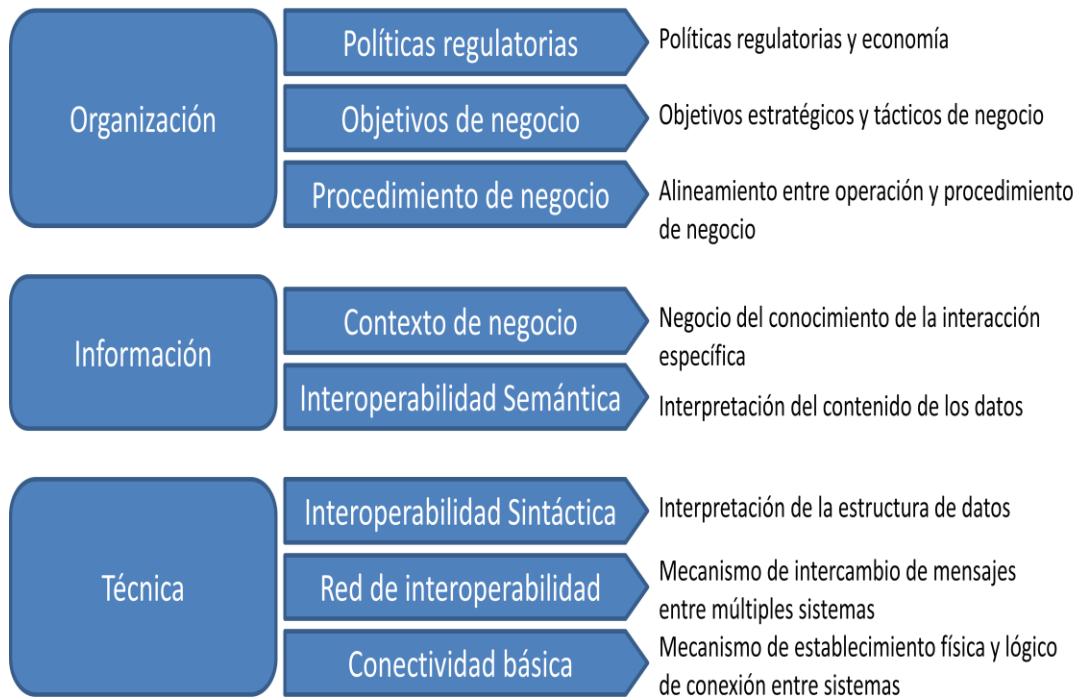 Organización
Políticas regulatorias
Políticas regulatorias y economía
Objetivos de negocio
Objetivos estratégicos y tácticos de negocio
Procedimiento de negocio
Alineamiento entre operación y procedimiento
de negocio
Información
Contexto de negocio
Negocio del conocimiento de la interacción
específica
Interoperabilidad Semántica
Interpretación del contenido de los datos
Técnica
Interoperabilidad Sintáctica
Interpretación de la estructura de datos
Red de interoperabilidad
Mecanismo de intercambio de mensajes
entre múltiples sistemas
Conectividad básica
Mecanismo de establecimiento física y lógico
de conexión entre sistemas